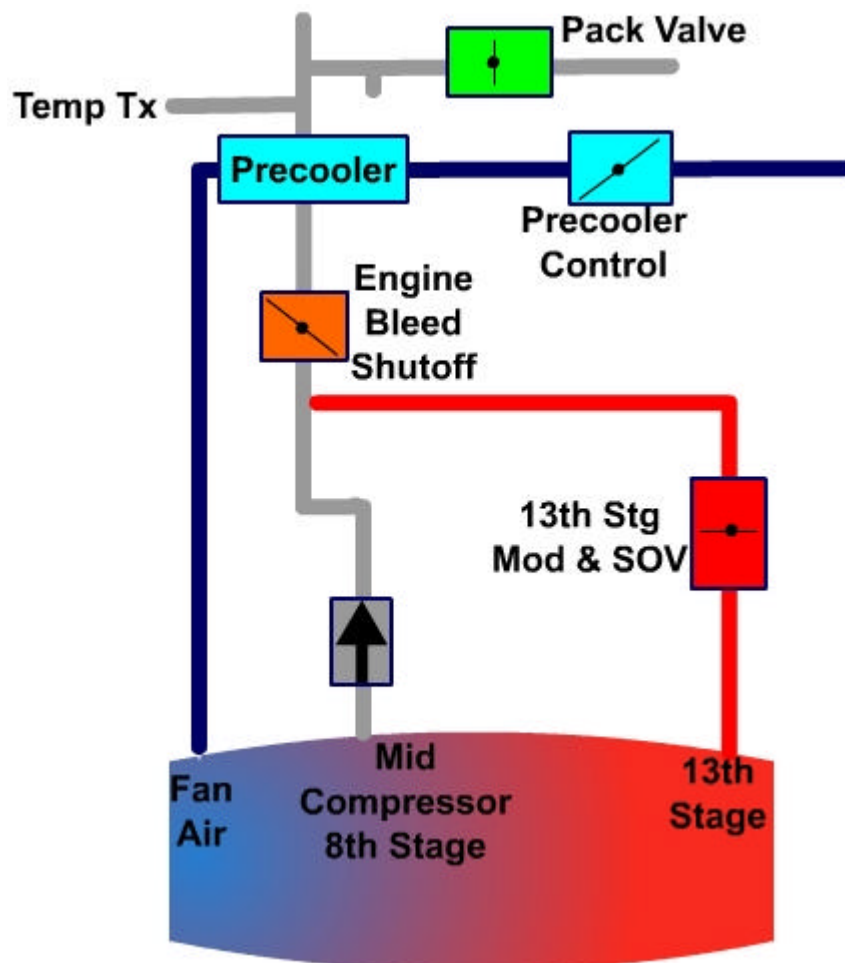 Pack Valve
Temp Tx
Precooler
Precooler
Control
Engine
Bleed
Shutoff
13th Stg
Mod & SOV
Fan
Air
Mid
Compressor
8th Stage
13th
Stage